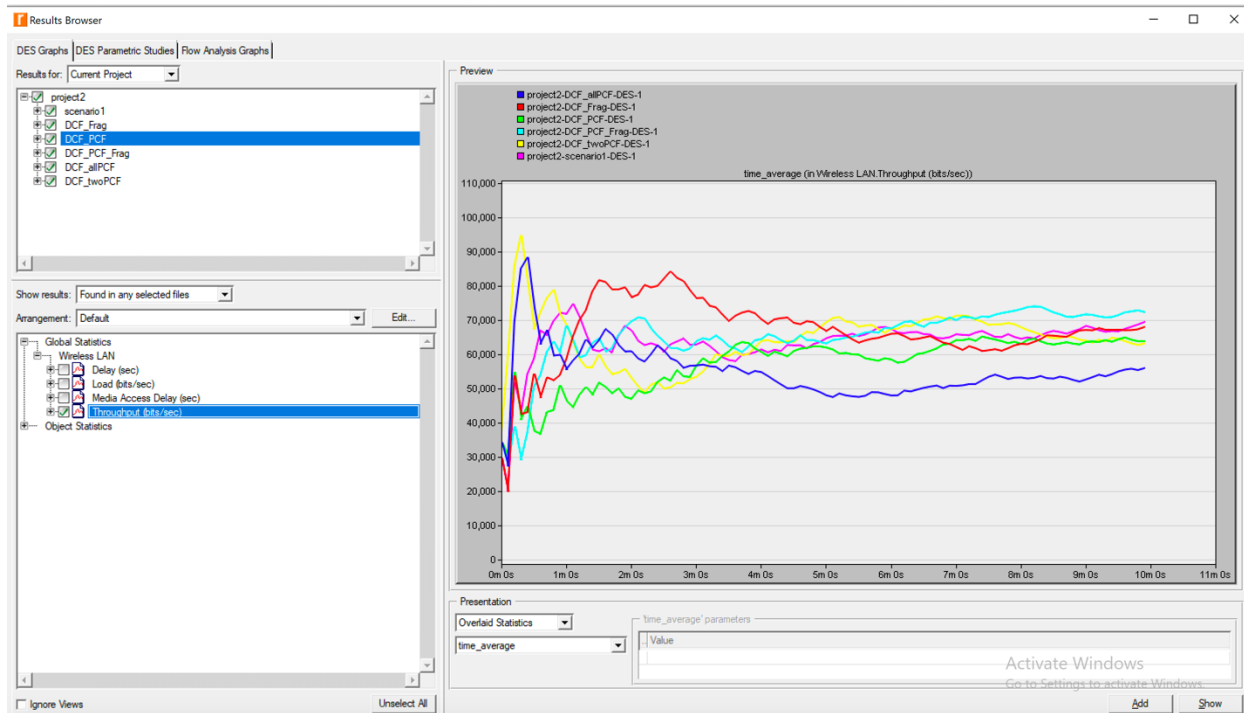 Results Browser
DES Graphs DES Parametric Studies Flow Analysis Graphs
Results for: Current Project
project2
scenario1
DCF_Frag
DCF_PCF
DCF_PCF_Frag
DCF_allPCF
DCF_twoPCF
Show results: Found in any selected files
Arrangement: Default Edit...
Global Statistics
Wireless LAN
Delay (sec)
Load (bits/sec)
Media Access Delay (sec)
Throughput (bits/sec)
Object Statistics
Ignore Views Unselect All
Preview
project2-DCF_allPCF-DES-1
project2-DCF_Frag-DES-1
project2-DCF_PCF-DES-1
project2-DCF_PCF_Frag-DES-1
project2-DCF_twoPCF-DES-1
project2-scenario1-DES-1
time_average (in Wireless LAN.Throughput (bits/sec))
110,000
100,000
90,000
80,000
70,000
60,000
50,000
40,000
30,000
20,000
10,000
0
0m 0s 1m 0s 2m 0s 3m 0s 4m 0s 5m 0s 6m 0s 7m 0s 8m 0s 9m 0s 10m 0s 11m 0s
Presentation
Overlaid Statistics
time_average
'time_average' parameters
Value
Activate Windows
Go to Settings to activate Windows.
Add Show